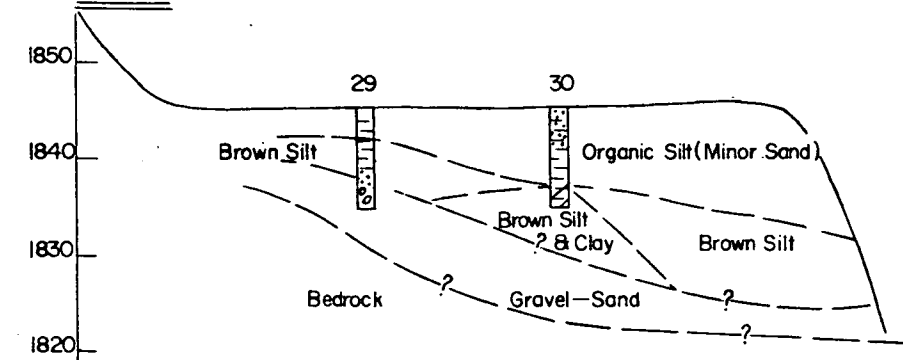 1850
29
30
1840
Brown Silt
Organic Silt (Minor Sand)
Brown Silt
? & Clay
1830
Brown Silt
?
Bedrock
Gravel-Sand
?
?
1820